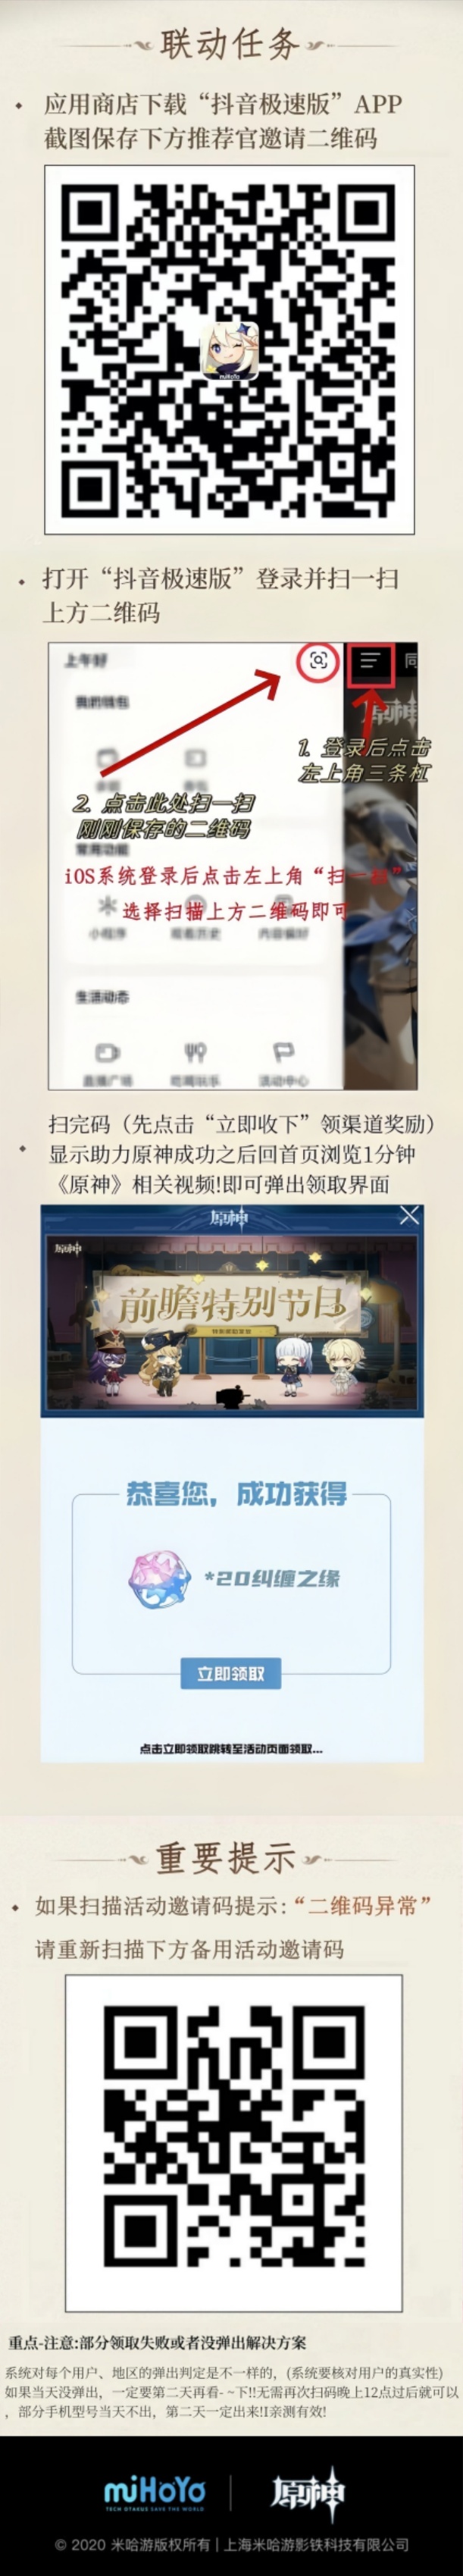 联动任务
应用商店下载“抖音极速版”APP
截图保存下方推荐官邀请二维码
miHoYo
打开“抖音极速版”登录并扫一扫
上方二维码
上午好
同
我的钱包
原神
1. 登录后点击
左上角三条杠
2. 点击此处扫一扫
刚刚保存的二维码
常用功能
iOS系统登录后点击左上角“扫一扫”
选择扫描上方二维码即可
小程序
观看历史
内容偏好
生活动态
直播广场
吃喝玩乐
活动中心
扫完码（先点击“立即收下”领渠道奖励）
显示助力原神成功之后回首页浏览1分钟
《原神》相关视频!即可弹出领取界面
原神
原神
前瞻特别节目
恭喜您，成功获得
*20纠缠之缘
立即领取
点击立即领取跳转至活动页面领取...
重要提示
如果扫描活动邀请码提示：“二维码异常”
请重新扫描下方备用活动邀请码
重点-注意:部分领取失败或者没弹出解决方案
系统对每个用户、地区的弹出判定是不一样的，(系统要核对用户的真实性)
如果当天没弹出，一定要第二天再看- ~下!!无需再次扫码晚上12点过后就可以
，部分手机型号当天不出，第二天一定出来!I亲测有效!
miHoYo
TECH OTAKUS SAVE THE WORLD
原神
© 2020 米哈游版权所有 | 上海米哈游影铁科技有限公司